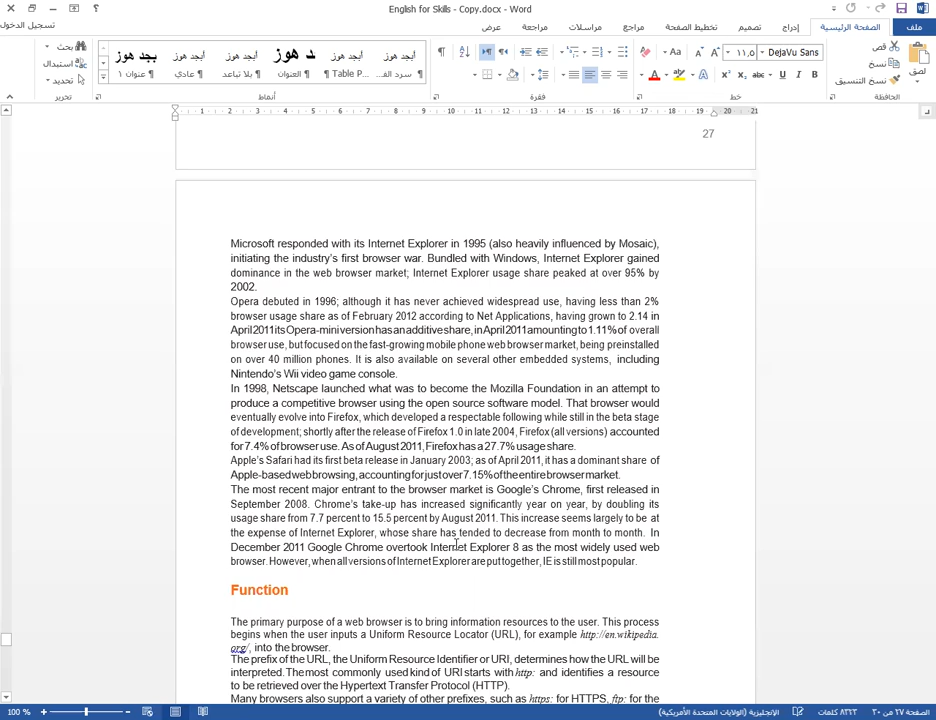 English for Skills - Copy.docx - Word
تسجيل الدخول
ملف
الصفحة الرئيسية
إدراج
تصميم
تخطيط الصفحة
مراجع
مراسلات
مراجعة
عرض
لصق
قص
نسخ
نسخ التنسيق
الحافظة
DejaVu Sans
١١,٥
خط
فقرة
أبجد هوز
أبجد هوز
أبجد هوز
د هوز
أبجد هوز
أبجد هوز
بجد هوز
¶ سرد الفـ...
¶ Table P...
¶ العنوان
¶ بلا تباعد
¶ عادي
¶ عنوان ١
أنماط
بحث
استبدال
تحديد
تحرير
1 2 3 4 5 6 7 8 9 10 11 12 13 14 15 16 17 18 19 20 21
27
Microsoft responded with its Internet Explorer in 1995 (also heavily influenced by Mosaic),
initiating the industry's first browser war. Bundled with Windows, Internet Explorer gained
dominance in the web browser market; Internet Explorer usage share peaked at over 95% by
2002.
Opera debuted in 1996; although it has never achieved widespread use, having less than 2%
browser usage share as of February 2012 according to Net Applications, having grown to 2.14 in
April 2011 its Opera-mini version has an additive share, in April 2011 amounting to 1.11% of overall
browser use, but focused on the fast-growing mobile phone web browser market, being preinstalled
on over 40 million phones. It is also available on several other embedded systems, including
Nintendo's Wii video game console.
In 1998, Netscape launched what was to become the Mozilla Foundation in an attempt to
produce a competitive browser using the open source software model. That browser would
eventually evolve into Firefox, which developed a respectable following while still in the beta stage
of development; shortly after the release of Firefox 1.0 in late 2004, Firefox (all versions) accounted
for 7.4% of browser use. As of August 2011, Firefox has a 27.7% usage share.
Apple's Safari had its first beta release in January 2003; as of April 2011, it has a dominant share of
Apple-based web browsing, accounting for just over 7.15% of the entire browser market.
The most recent major entrant to the browser market is Google's Chrome, first released in
September 2008. Chrome's take-up has increased significantly year on year, by doubling its
usage share from 7.7 percent to 15.5 percent by August 2011. This increase seems largely to be at
the expense of Internet Explorer, whose share has tended to decrease from month to month. In
December 2011 Google Chrome overtook Internet Explorer 8 as the most widely used web
browser. However, when all versions of Internet Explorer are put together, IE is still most popular.
Function
The primary purpose of a web browser is to bring information resources to the user. This process
begins when the user inputs a Uniform Resource Locator (URL), for example http://en.wikipedia.
org/, into the browser.
The prefix of the URL, the Uniform Resource Identifier or URI, determines how the URL will be
interpreted. The most commonly used kind of URI starts with http: and identifies a resource
to be retrieved over the Hypertext Transfer Protocol (HTTP).
Many browsers also support a variety of other prefixes, such as https: for HTTPS, ftp: for the
الصفحة ٢٧ من ٣٠
٨٣٦٣ كلمات
الإنجليزية (الولايات المتحدة الأمريكية)
100 %